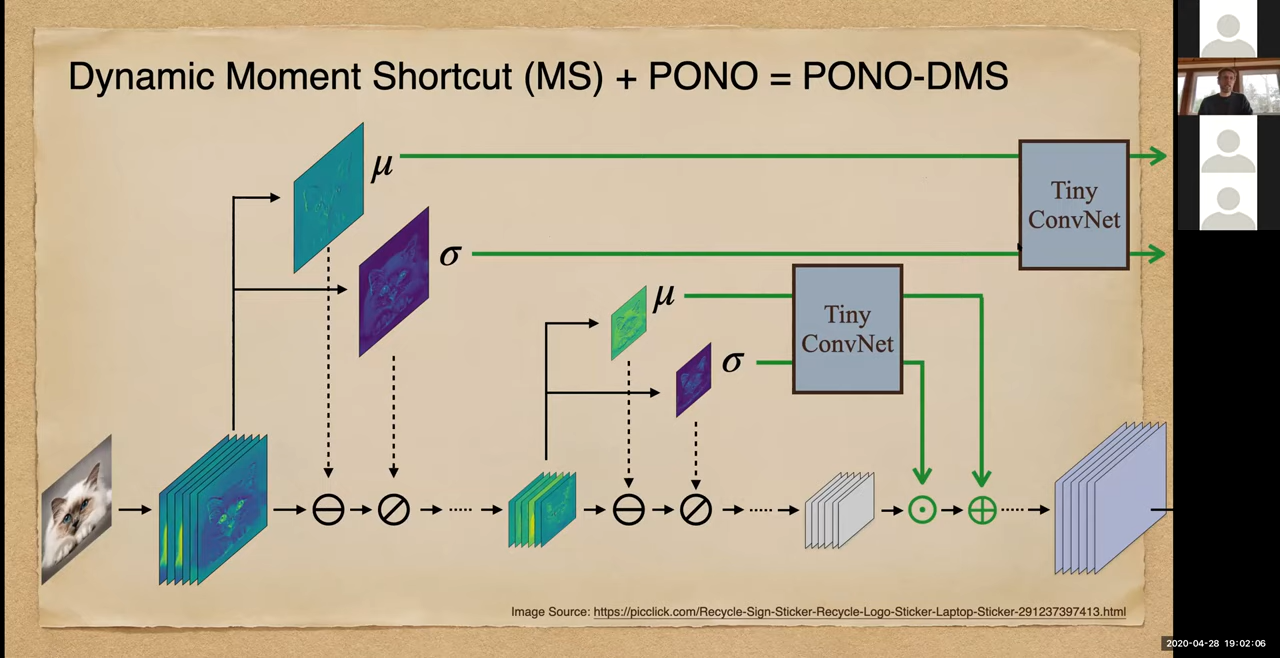 Dynamic Moment Shortcut (MS) + PONO = PONO-DMS
μ
σ
Tiny
ConvNet
μ
σ
Tiny
ConvNet
Image Source: https://picclick.com/Recycle-Sign-Sticker-Recycle-Logo-Sticker-Laptop-Sticker-291237397413.html
2020-04-28 19:02:06